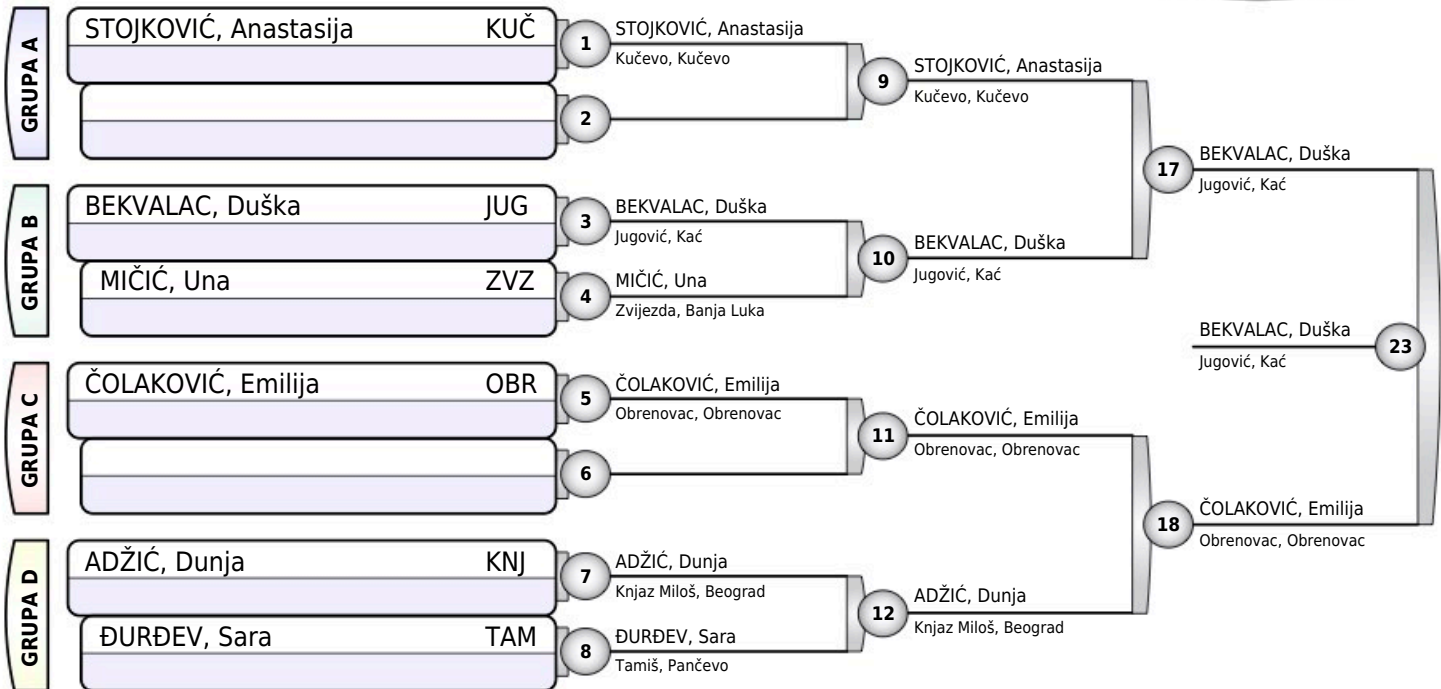 GRUPA A
STOJKOVIĆ, Anastasija KUČ
1
STOJKOVIĆ, Anastasija
Kučevo, Kučevo
2
9
STOJKOVIĆ, Anastasija
Kučevo, Kučevo
17
BEKVALAC, Duška
Jugović, Kać
GRUPA B
BEKVALAC, Duška JUG
3
BEKVALAC, Duška
Jugović, Kać
MIČIĆ, Una ZVZ
4
MIČIĆ, Una
Zvijezda, Banja Luka
10
BEKVALAC, Duška
Jugović, Kać
BEKVALAC, Duška
Jugović, Kać
23
GRUPA C
ČOLAKOVIĆ, Emilija OBR
5
ČOLAKOVIĆ, Emilija
Obrenovac, Obrenovac
6
11
ČOLAKOVIĆ, Emilija
Obrenovac, Obrenovac
18
ČOLAKOVIĆ, Emilija
Obrenovac, Obrenovac
GRUPA D
ADŽIĆ, Dunja KNJ
7
ADŽIĆ, Dunja
Knjaz Miloš, Beograd
ĐURĐEV, Sara TAM
8
ĐURĐEV, Sara
Tamiš, Pančevo
12
ADŽIĆ, Dunja
Knjaz Miloš, Beograd